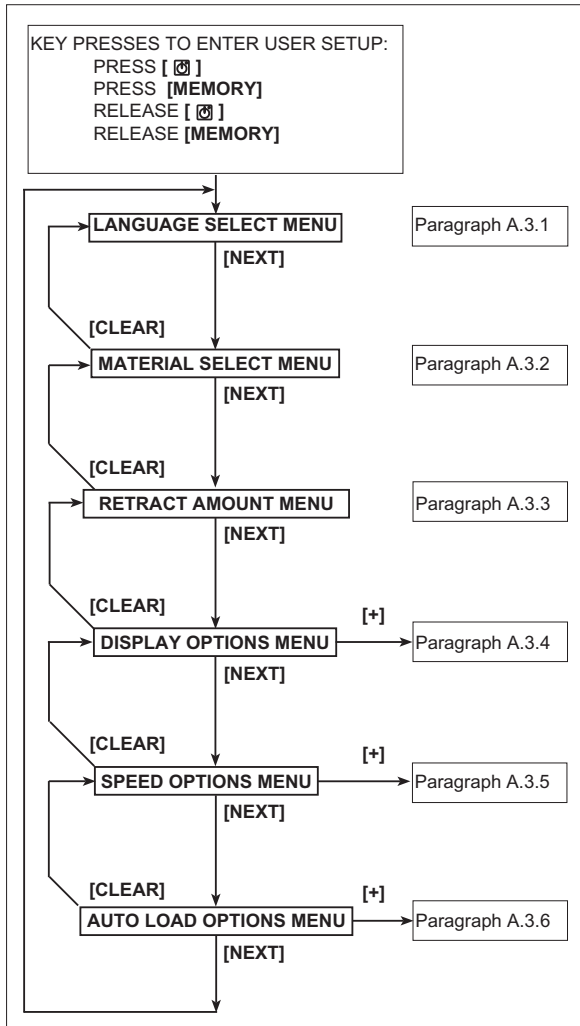 KEY PRESSES TO ENTER USER SETUP:
PRESS [ ]
PRESS [MEMORY]
RELEASE [ ]
RELEASE [MEMORY]
LANGUAGE SELECT MENU
Paragraph A.3.1
[NEXT]
[CLEAR]
MATERIAL SELECT MENU
Paragraph A.3.2
[NEXT]
[CLEAR]
RETRACT AMOUNT MENU
Paragraph A.3.3
[NEXT]
[CLEAR]
[+]
DISPLAY OPTIONS MENU
Paragraph A.3.4
[NEXT]
[CLEAR]
[+]
SPEED OPTIONS MENU
Paragraph A.3.5
[NEXT]
[CLEAR]
[+]
AUTO LOAD OPTIONS MENU
Paragraph A.3.6
[NEXT]